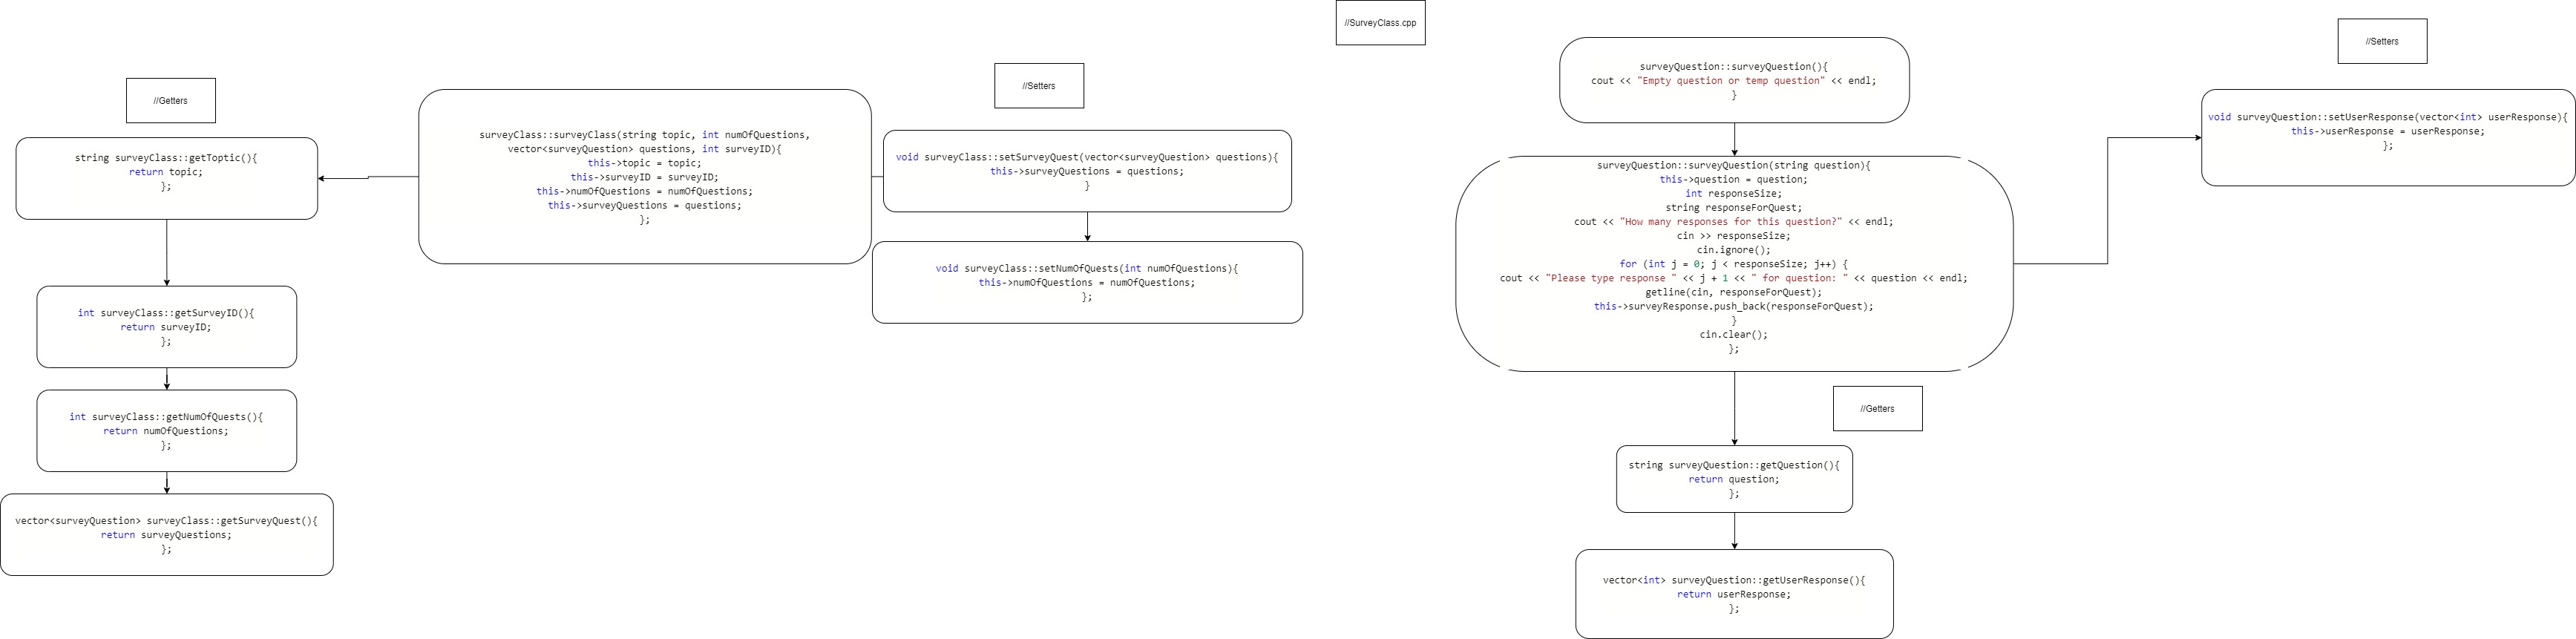 //SurveyClass.cpp
//Getters
string surveyClass::getToptic(){
return topic;
};
int surveyClass::getSurveyID(){
return surveyID;
};
int surveyClass::getNumOfQuests(){
return numOfQuestions;
};
vector<surveyQuestion> surveyClass::getSurveyQuest(){
return surveyQuestions;
};
surveyClass::surveyClass(string topic, int numOfQuestions,
vector<surveyQuestion> questions, int surveyID){
this->topic = topic;
this->surveyID = surveyID;
this->numOfQuestions = numOfQuestions;
this->surveyQuestions = questions;
};
//Setters
void surveyClass::setSurveyQuest(vector<surveyQuestion> questions){
this->surveyQuestions = questions;
}
void surveyClass::setNumOfQuests(int numOfQuestions){
this->numOfQuestions = numOfQuestions;
};
surveyQuestion::surveyQuestion(){
cout << "Empty question or temp question" << endl;
}
surveyQuestion::surveyQuestion(string question){
this->question = question;
int responseSize;
string responseForQuest;
cout << "How many responses for this question?" << endl;
cin >> responseSize;
cin.ignore();
for (int j = 0; j < responseSize; j++) {
cout << "Please type response " << j + 1 << " for question: " << question << endl;
getline(cin, responseForQuest);
this->surveyResponse.push_back(responseForQuest);
}
cin.clear();
};
//Getters
string surveyQuestion::getQuestion(){
return question;
};
vector<int> surveyQuestion::getUserResponse(){
return userResponse;
};
//Setters
void surveyQuestion::setUserResponse(vector<int> userResponse){
this->userResponse = userResponse;
};